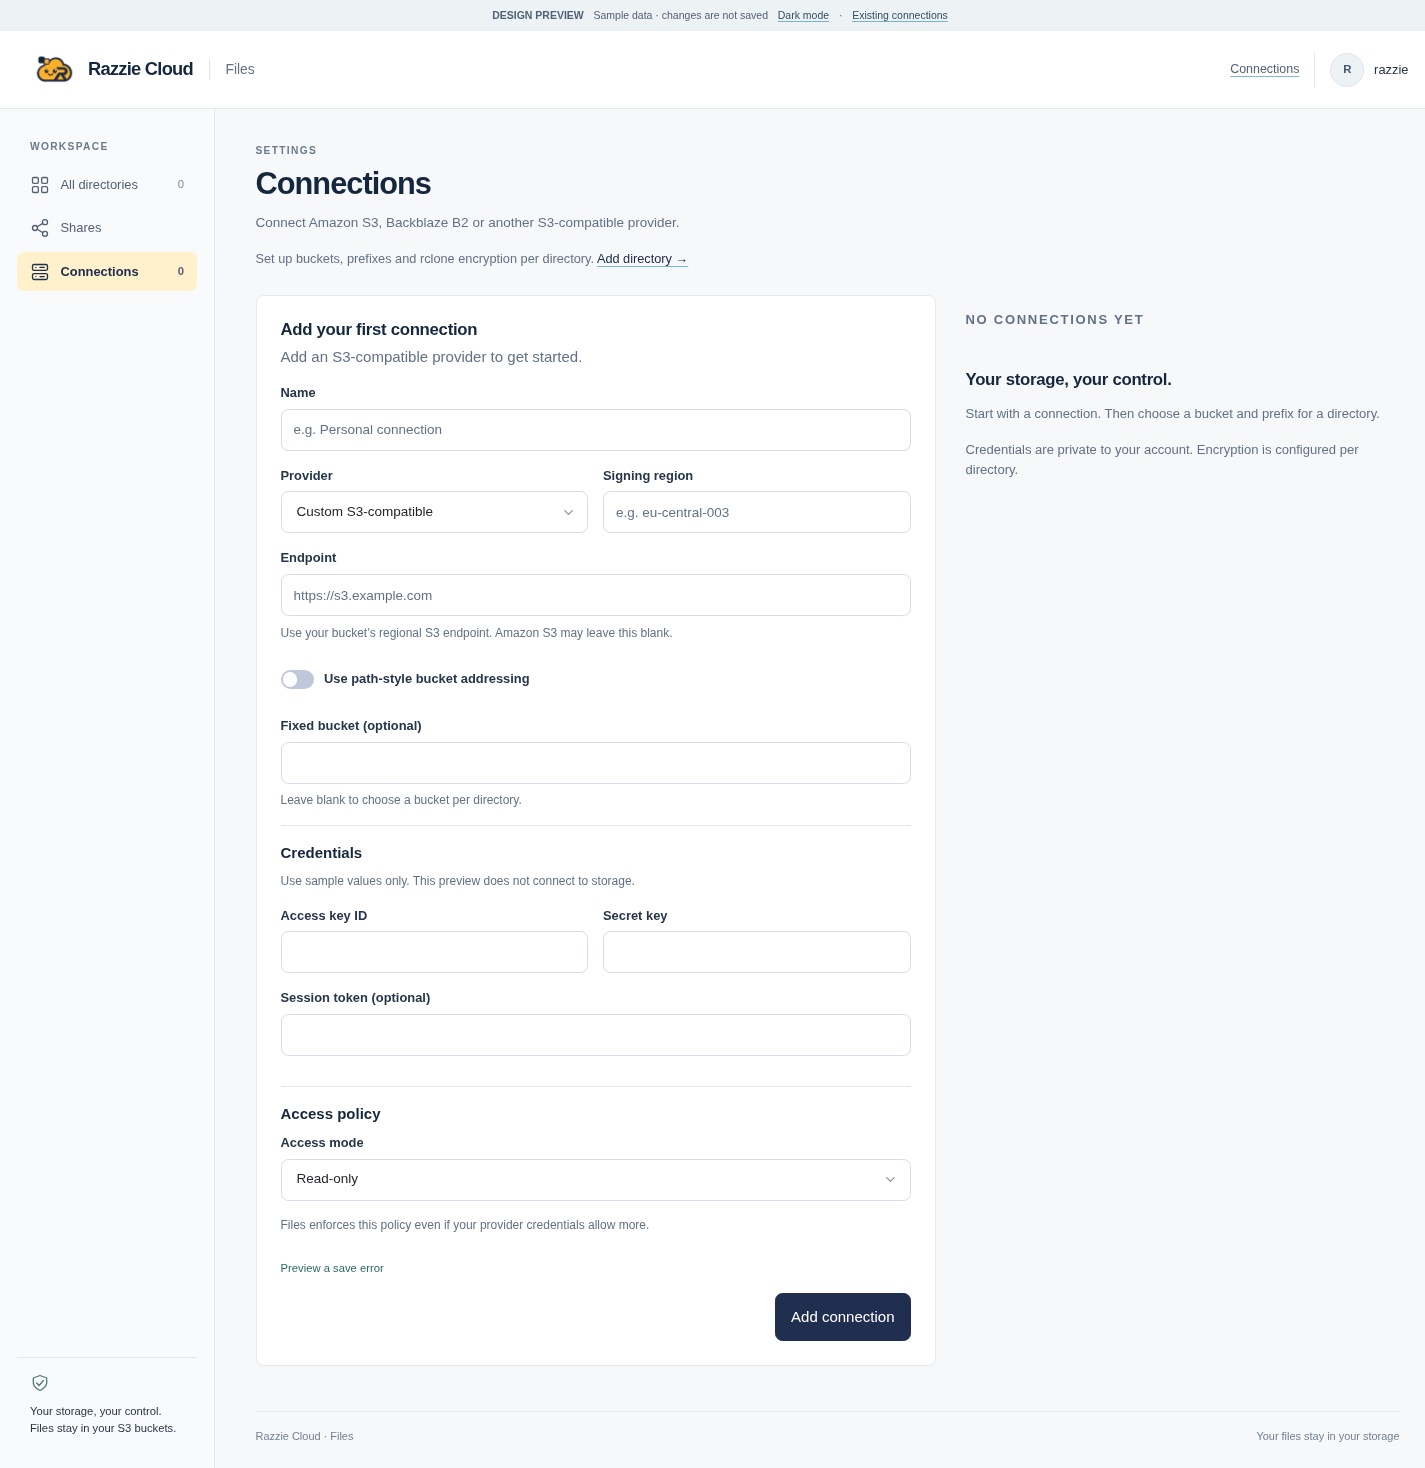 DESIGN PREVIEW Sample data · changes are not saved Dark mode · Existing connections
Razzie Cloud Files Connections R razzie
WORKSPACE
All directories 0
Shares
Connections 0
SETTINGS
Connections
Connect Amazon S3, Backblaze B2 or another S3-compatible provider.
Set up buckets, prefixes and rclone encryption per directory. Add directory →
Add your first connection
Add an S3-compatible provider to get started.
Name
e.g. Personal connection
Provider Signing region
Custom S3-compatible e.g. eu-central-003
Endpoint
https://s3.example.com
Use your bucket’s regional S3 endpoint. Amazon S3 may leave this blank.
Use path-style bucket addressing
Fixed bucket (optional)
Leave blank to choose a bucket per directory.
Credentials
Use sample values only. This preview does not connect to storage.
Access key ID Secret key
Session token (optional)
Access policy
Access mode
Read-only
Files enforces this policy even if your provider credentials allow more.
Preview a save error
Add connection
NO CONNECTIONS YET
Your storage, your control.
Start with a connection. Then choose a bucket and prefix for a directory.
Credentials are private to your account. Encryption is configured per
directory.
Your storage, your control.
Files stay in your S3 buckets.
Razzie Cloud · Files Your files stay in your storage